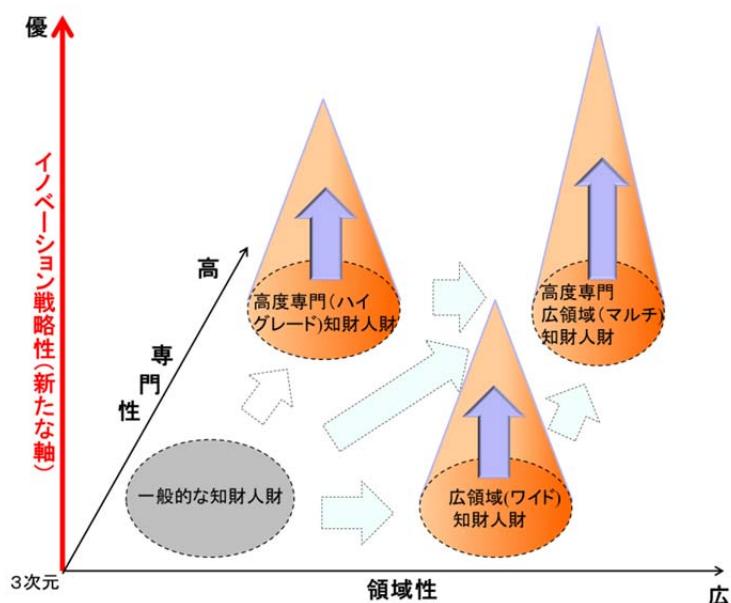 優
イノベーション戦略性(新たな軸)
高
専門性
高度専門(ハイ
グレード)知財人財
高度専門
広領域(マルチ)
知財人財
一般的な知財人財
広領域(ワイド)
知財人財
3次元
領域性
広